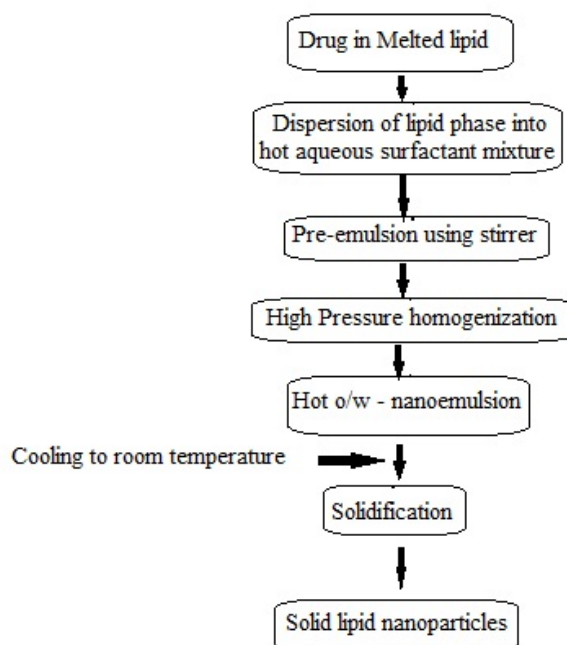 Drug in Melted lipid
Dispersion of lipid phase into
hot aqueous surfactant mixture
Pre-emulsion using stirrer
High Pressure homogenization
Hot o/w - nanoemulsion
Cooling to room temperature
Solidification
Solid lipid nanoparticles